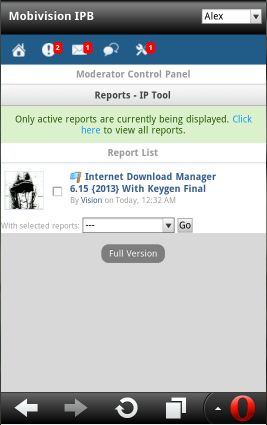 Mobivision IPB
Alex
2
1
1
Moderator Control Panel
Reports - IP Tool
Only active reports are currently being displayed. Click
here to view all reports.
Report List
Internet Download Manager
6.15 {2013} With Keygen Final
By Vision on Today, 12:32 AM
With selected reports: --- Go
Full Version